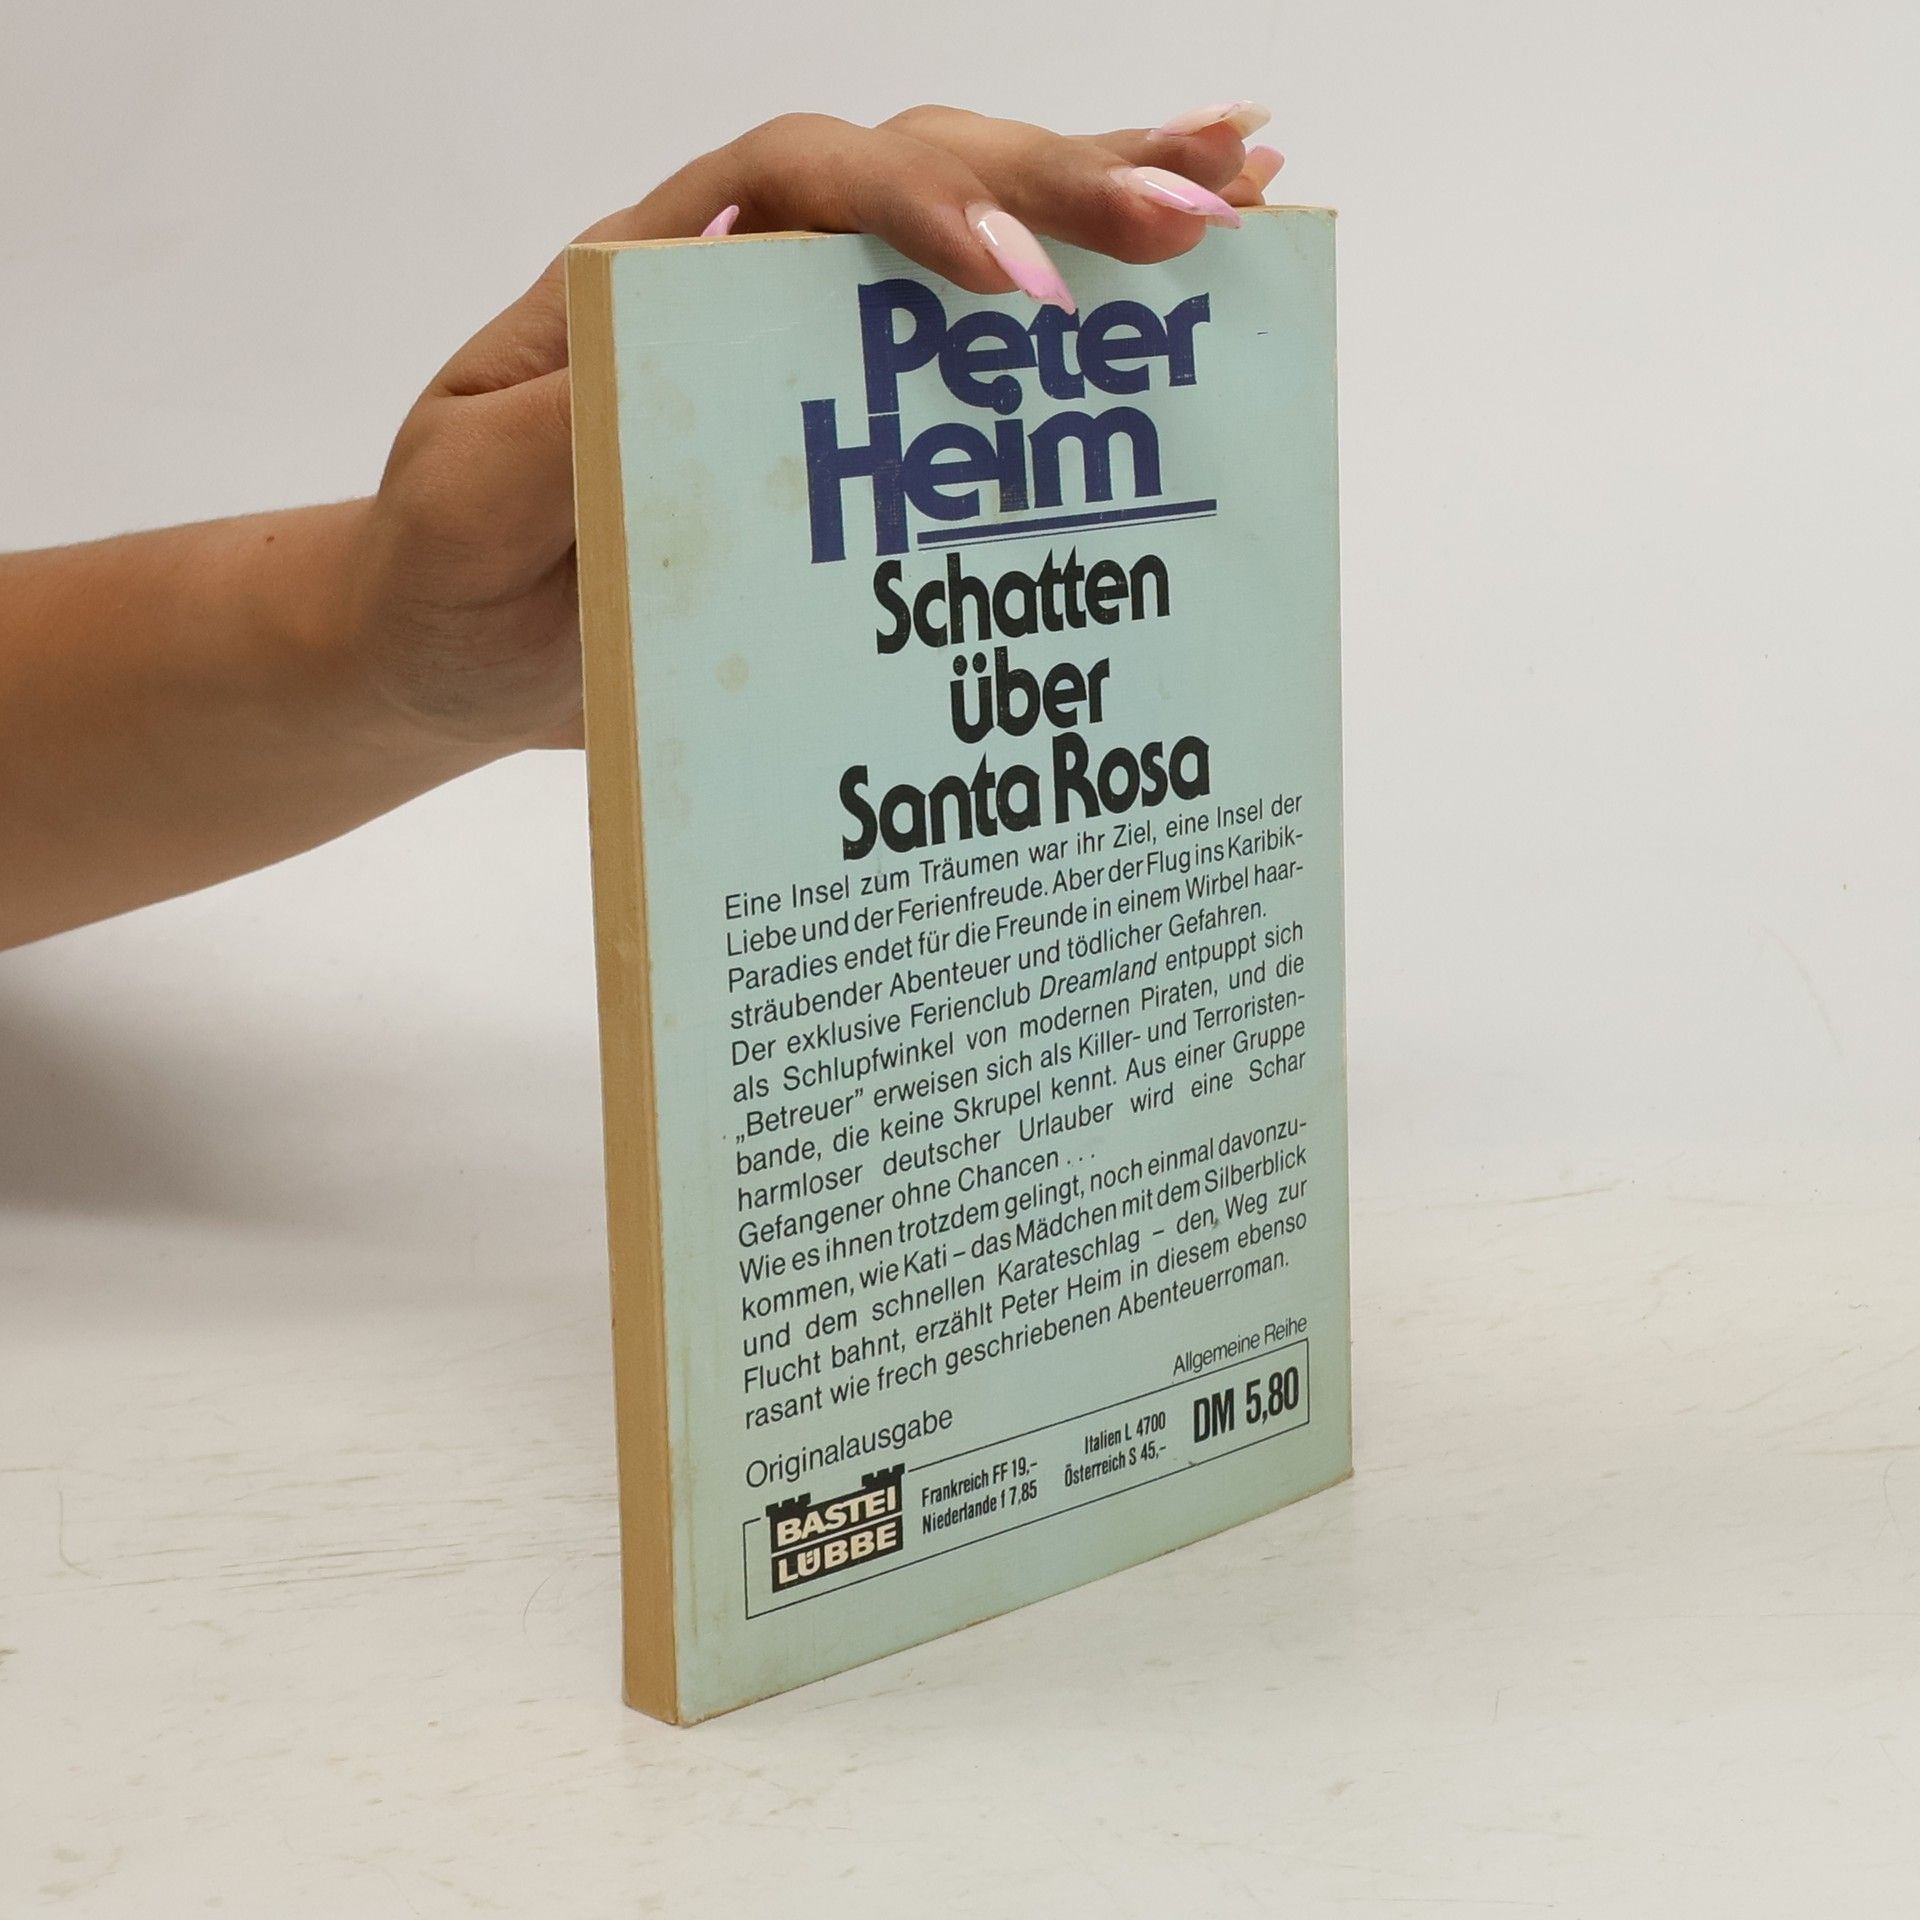 Peter
Heim
Schatten
über
Santa Rosa
Eine Insel zum Träumen war ihr Ziel, eine Insel der
Liebe und der Ferienfreude. Aber der Flug ins Karibik-
Paradies endet für die Freunde in einem Wirbel haar-
sträubender Abenteuer und tödlicher Gefahren.
Der exklusive Ferienclub Dreamland entpuppt sich
als Schlupfwinkel von modernen Piraten, und die
„Betreuer” erweisen sich als Killer- und Terroristen-
bande, die keine Skrupel kennt. Aus einer Gruppe
harmloser deutscher Urlauber wird eine Schar
Gefangener ohne Chancen . . .
Wie es ihnen trotzdem gelingt, noch einmal davonzu-
kommen, wie Kati – das Mädchen mit dem Silberblick
und dem schnellen Karateschlag – den Weg zur
Flucht bahnt, erzählt Peter Heim in diesem ebenso
rasant wie frech geschriebenen Abenteuerroman.
Originalausgabe
Allgemeine Reihe
BASTEI
LÜBBE
Frankreich FF 19,-
Niederlande f 7,85
Italien L 4700
Österreich S 45,-
DM 5,80